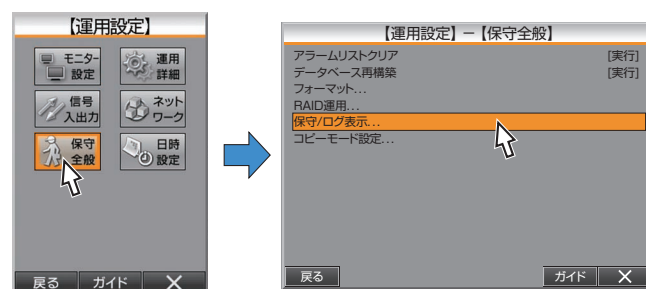 【運用設定】
モニター
設定
運用
詳細
信号
入出力
ネット
ワーク
保守
全般
日時
設定
戻る ガイド ×
【運用設定】－【保守全般】
アラームリストクリア [実行]
データベース再構築 [実行]
フォーマット...
RAID運用...
保守/ログ表示...
コピーモード設定...
戻る ガイド ×